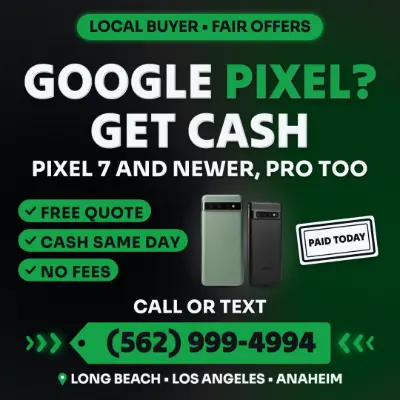 LOCAL BUYER • FAIR OFFERS
GOOGLE PIXEL?
GET CASH
PIXEL 7 AND NEWER, PRO TOO
FREE QUOTE
CASH SAME DAY
NO FEES
PAID TODAY
CALL OR TEXT
(562) 999-4994
LONG BEACH • LOS ANGELES • ANAHEIM